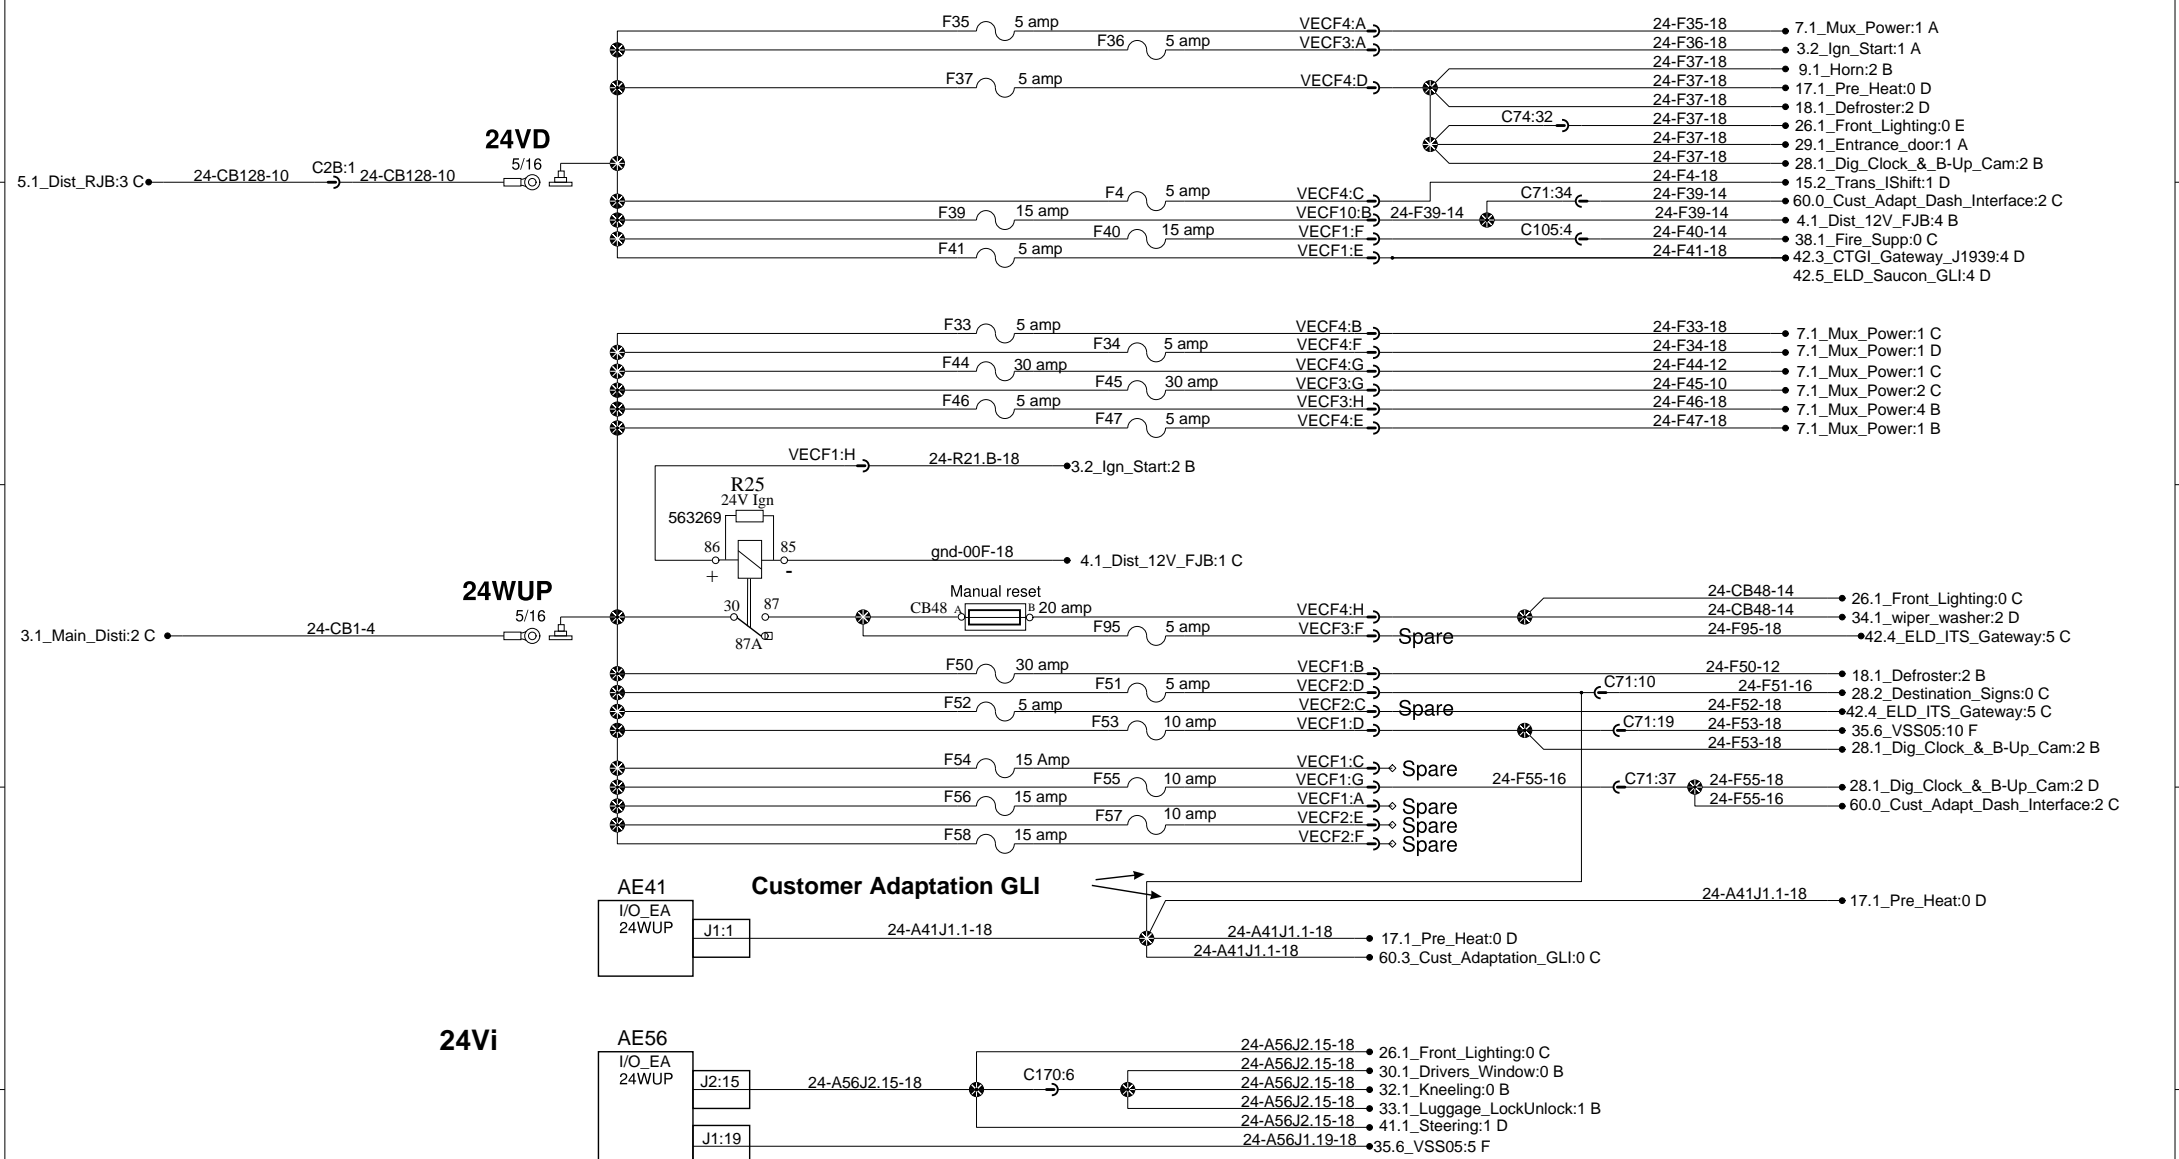 F35 5 amp VECF4:A 24-F35-18 7.1_Mux_Power:1 A
F36 5 amp VECF3:A 24-F36-18 3.2_Ign_Start:1 A
24-F37-18 9.1_Horn:2 B
F37 5 amp VECF4:D 24-F37-18 17.1_Pre_Heat:0 D
24-F37-18 18.1_Defroster:2 D
C74:32 24-F37-18 26.1_Front_Lighting:0 E
24VD
24-F37-18 29.1_Entrance_door:1 A
5/16 24-F37-18 28.1_Dig_Clock_&_B-Up_Cam:2 B
5.1_Dist_RJB:3 C 24-CB128-10 C2B:1 24-CB128-10 24-F4-18 15.2_Trans_IShift:1 D
F4 5 amp VECF4:C C71:34 24-F39-14 60.0_Cust_Adapt_Dash_Interface:2 C
F39 15 amp VECF10:B 24-F39-14 24-F39-14 4.1_Dist_12V_FJB:4 B
F40 15 amp VECF1:F C105:4 24-F40-14 38.1_Fire_Supp:0 C
F41 5 amp VECF1:E 24-F41-18 42.3_CTGI_Gateway_J1939:4 D
42.5_ELD_Saucon_GLI:4 D
F33 5 amp VECF4:B 24-F33-18 7.1_Mux_Power:1 C
F34 5 amp VECF4:F 24-F34-18 7.1_Mux_Power:1 D
F44 30 amp VECF4:G 24-F44-12 7.1_Mux_Power:1 C
F45 30 amp VECF3:G 24-F45-10 7.1_Mux_Power:2 C
F46 5 amp VECF3:H 24-F46-18 7.1_Mux_Power:4 B
F47 5 amp VECF4:E 24-F47-18 7.1_Mux_Power:1 B
VECF1:H 24-R21.B-18 3.2_Ign_Start:2 B
R25
24V Ign
563269
86 85 gnd-00F-18 4.1_Dist_12V_FJB:1 C
+ -
24WUP
Manual reset
24-CB48-14 26.1_Front_Lighting:0 C
5/16 30 87 CB48 A B 20 amp VECF4:H 24-CB48-14 34.1_wiper_washer:2 D
3.1_Main_Disti:2 C 24-CB1-4 87A F95 5 amp VECF3:F Spare 24-F95-18 42.4_ELD_ITS_Gateway:5 C
F50 30 amp VECF1:B 24-F50-12 18.1_Defroster:2 B
F51 5 amp VECF2:D C71:10 24-F51-16 28.2_Destination_Signs:0 C
F52 5 amp VECF2:C Spare 24-F52-18 42.4_ELD_ITS_Gateway:5 C
F53 10 amp VECF1:D C71:19 24-F53-18 35.6_VSS05:10 F
24-F53-18 28.1_Dig_Clock_&_B-Up_Cam:2 B
F54 15 Amp VECF1:C Spare
F55 10 amp VECF1:G 24-F55-16 C71:37 24-F55-18 28.1_Dig_Clock_&_B-Up_Cam:2 D
F56 15 amp VECF1:A Spare 24-F55-16 60.0_Cust_Adapt_Dash_Interface:2 C
F57 10 amp VECF2:E Spare
F58 15 amp VECF2:F Spare
AE41 Customer Adaptation GLI
I/O_EA 24-A41J1.1-18 17.1_Pre_Heat:0 D
24WUP
J1:1 24-A41J1.1-18 24-A41J1.1-18 17.1_Pre_Heat:0 D
24-A41J1.1-18 60.3_Cust_Adaptation_GLI:0 C
24Vi AE56
I/O_EA 24-A56J2.15-18 26.1_Front_Lighting:0 C
24WUP 24-A56J2.15-18 30.1_Drivers_Window:0 B
J2:15 24-A56J2.15-18 C170:6 24-A56J2.15-18 32.1_Kneeling:0 B
24-A56J2.15-18 33.1_Luggage_LockUnlock:1 B
24-A56J2.15-18 41.1_Steering:1 D
J1:19 24-A56J1.19-18 35.6_VSS05:5 F